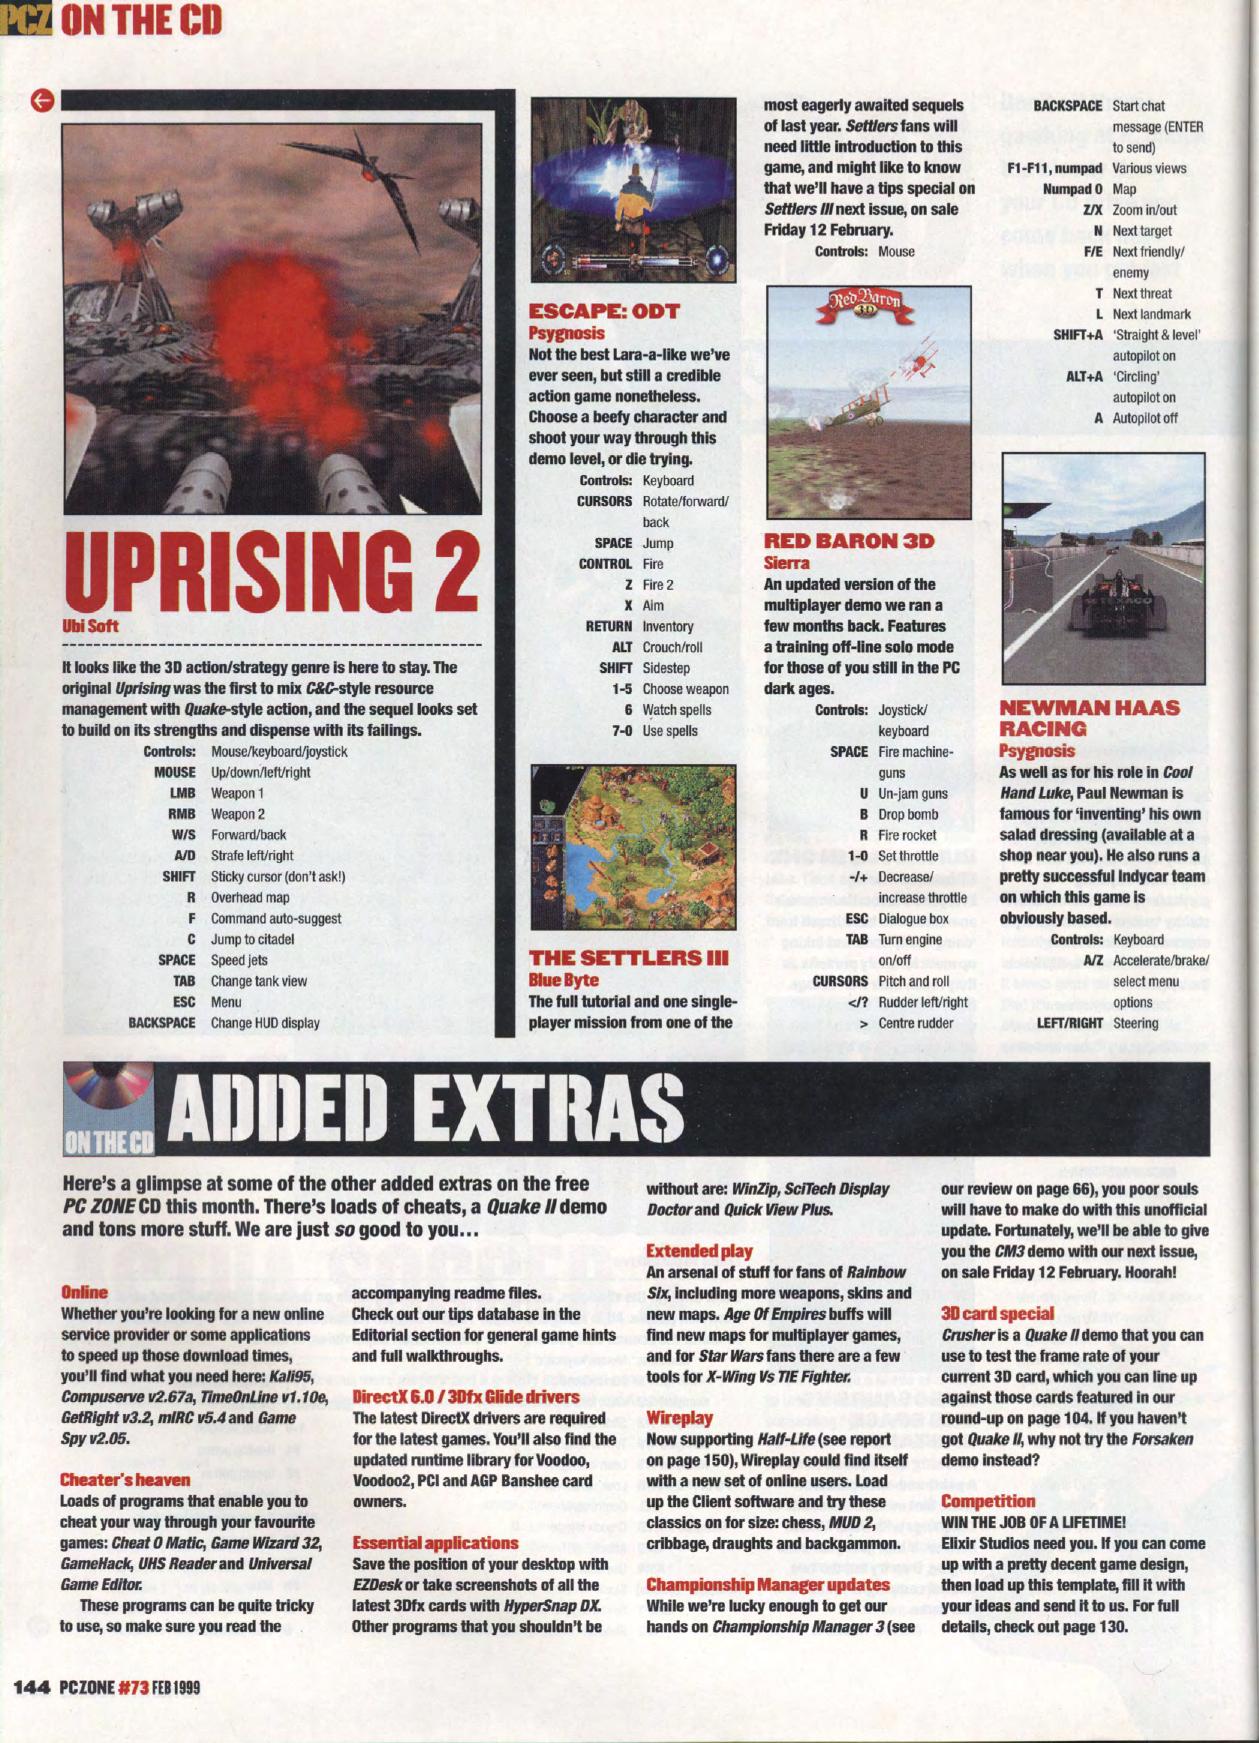 PCZ ON THE CD
UPRISING 2
Ubi Soft
It looks like the 3D action/strategy genre is here to stay. The
original Uprising was the first to mix C&C-style resource
management with Quake-style action, and the sequel looks set
to build on its strengths and dispense with its failings.
Controls: Mouse/keyboard/joystick
MOUSE Up/down/left/right
LMB Weapon 1
RMB Weapon 2
W/S Forward/back
A/D Strafe left/right
SHIFT Sticky cursor (don't ask!)
R Overhead map
F Command auto-suggest
C Jump to citadel
SPACE Speed jets
TAB Change tank view
ESC Menu
BACKSPACE Change HUD display
ESCAPE: ODT
Psygnosis
Not the best Lara-a-like we've
ever seen, but still a credible
action game nonetheless.
Choose a beefy character and
shoot your way through this
demo level, or die trying.
Controls: Keyboard
CURSORS Rotate/forward/
back
SPACE Jump
CONTROL Fire
Z Fire 2
X Aim
RETURN Inventory
ALT Crouch/roll
SHIFT Sidestep
1-5 Choose weapon
6 Watch spells
7-0 Use spells
THE SETTLERS III
Blue Byte
The full tutorial and one single-
player mission from one of the
most eagerly awaited sequels
of last year. Settlers fans will
need little introduction to this
game, and might like to know
that we'll have a tips special on
Settlers III next issue, on sale
Friday 12 February.
Controls: Mouse
Red Baron
3D
RED BARON 3D
Sierra
An updated version of the
multiplayer demo we ran a
few months back. Features
a training off-line solo mode
for those of you still in the PC
dark ages.
Controls: Joystick/
keyboard
SPACE Fire machine-
guns
U Un-jam guns
B Drop bomb
R Fire rocket
1-0 Set throttle
-/+ Decrease/
increase throttle
ESC Dialogue box
TAB Turn engine
on/off
CURSORS Pitch and roll
</? Rudder left/right
> Centre rudder
BACKSPACE Start chat
message (ENTER
to send)
F1-F11, numpad Various views
Numpad 0 Map
Z/X Zoom in/out
N Next target
F/E Next friendly/
enemy
T Next threat
L Next landmark
SHIFT+A 'Straight & level'
autopilot on
ALT+A 'Circling'
autopilot on
A Autopilot off
TEXACO
NEWMAN HAAS
RACING
Psygnosis
As well as for his role in Cool
Hand Luke, Paul Newman is
famous for 'inventing' his own
salad dressing (available at a
shop near you). He also runs a
pretty successful Indycar team
on which this game is
obviously based.
Controls: Keyboard
A/Z Accelerate/brake/
select menu
options
LEFT/RIGHT Steering
ON THE CD
ADDED EXTRAS
Here's a glimpse at some of the other added extras on the free
PC ZONE CD this month. There's loads of cheats, a Quake II demo
and tons more stuff. We are just so good to you...
Online
Whether you're looking for a new online
service provider or some applications
to speed up those download times,
you'll find what you need here: Kali95,
Compuserve v2.67a, TimeOnLine v1.10e,
GetRight v3.2, mIRC v5.4 and Game
Spy v2.05.
Cheater's heaven
Loads of programs that enable you to
cheat your way through your favourite
games: Cheat O Matic, Game Wizard 32,
GameHack, UHS Reader and Universal
Game Editor.
These programs can be quite tricky
to use, so make sure you read the
accompanying readme files.
Check out our tips database in the
Editorial section for general game hints
and full walkthroughs.
DirectX 6.0 / 3Dfx Glide drivers
The latest DirectX drivers are required
for the latest games. You'll also find the
updated runtime library for Voodoo,
Voodoo2, PCI and AGP Banshee card
owners.
Essential applications
Save the position of your desktop with
EZDesk or take screenshots of all the
latest 3Dfx cards with HyperSnap DX.
Other programs that you shouldn't be
without are: WinZip, SciTech Display
Doctor and Quick View Plus.
Extended play
An arsenal of stuff for fans of Rainbow
Six, including more weapons, skins and
new maps. Age Of Empires buffs will
find new maps for multiplayer games,
and for Star Wars fans there are a few
tools for X-Wing Vs TIE Fighter.
Wireplay
Now supporting Half-Life (see report
on page 150), Wireplay could find itself
with a new set of online users. Load
up the Client software and try these
classics on for size: chess, MUD 2,
cribbage, draughts and backgammon.
Championship Manager updates
While we're lucky enough to get our
hands on Championship Manager 3 (see
our review on page 66), you poor souls
will have to make do with this unofficial
update. Fortunately, we'll be able to give
you the CM3 demo with our next issue,
on sale Friday 12 February. Hoorah!
3D card special
Crusher is a Quake II demo that you can
use to test the frame rate of your
current 3D card, which you can line up
against those cards featured in our
round-up on page 104. If you haven't
got Quake II, why not try the Forsaken
demo instead?
Competition
WIN THE JOB OF A LIFETIME!
Elixir Studios need you. If you can come
up with a pretty decent game design,
then load up this template, fill it with
your ideas and send it to us. For full
details, check out page 130.
144 PCZONE #73 FEB 1999